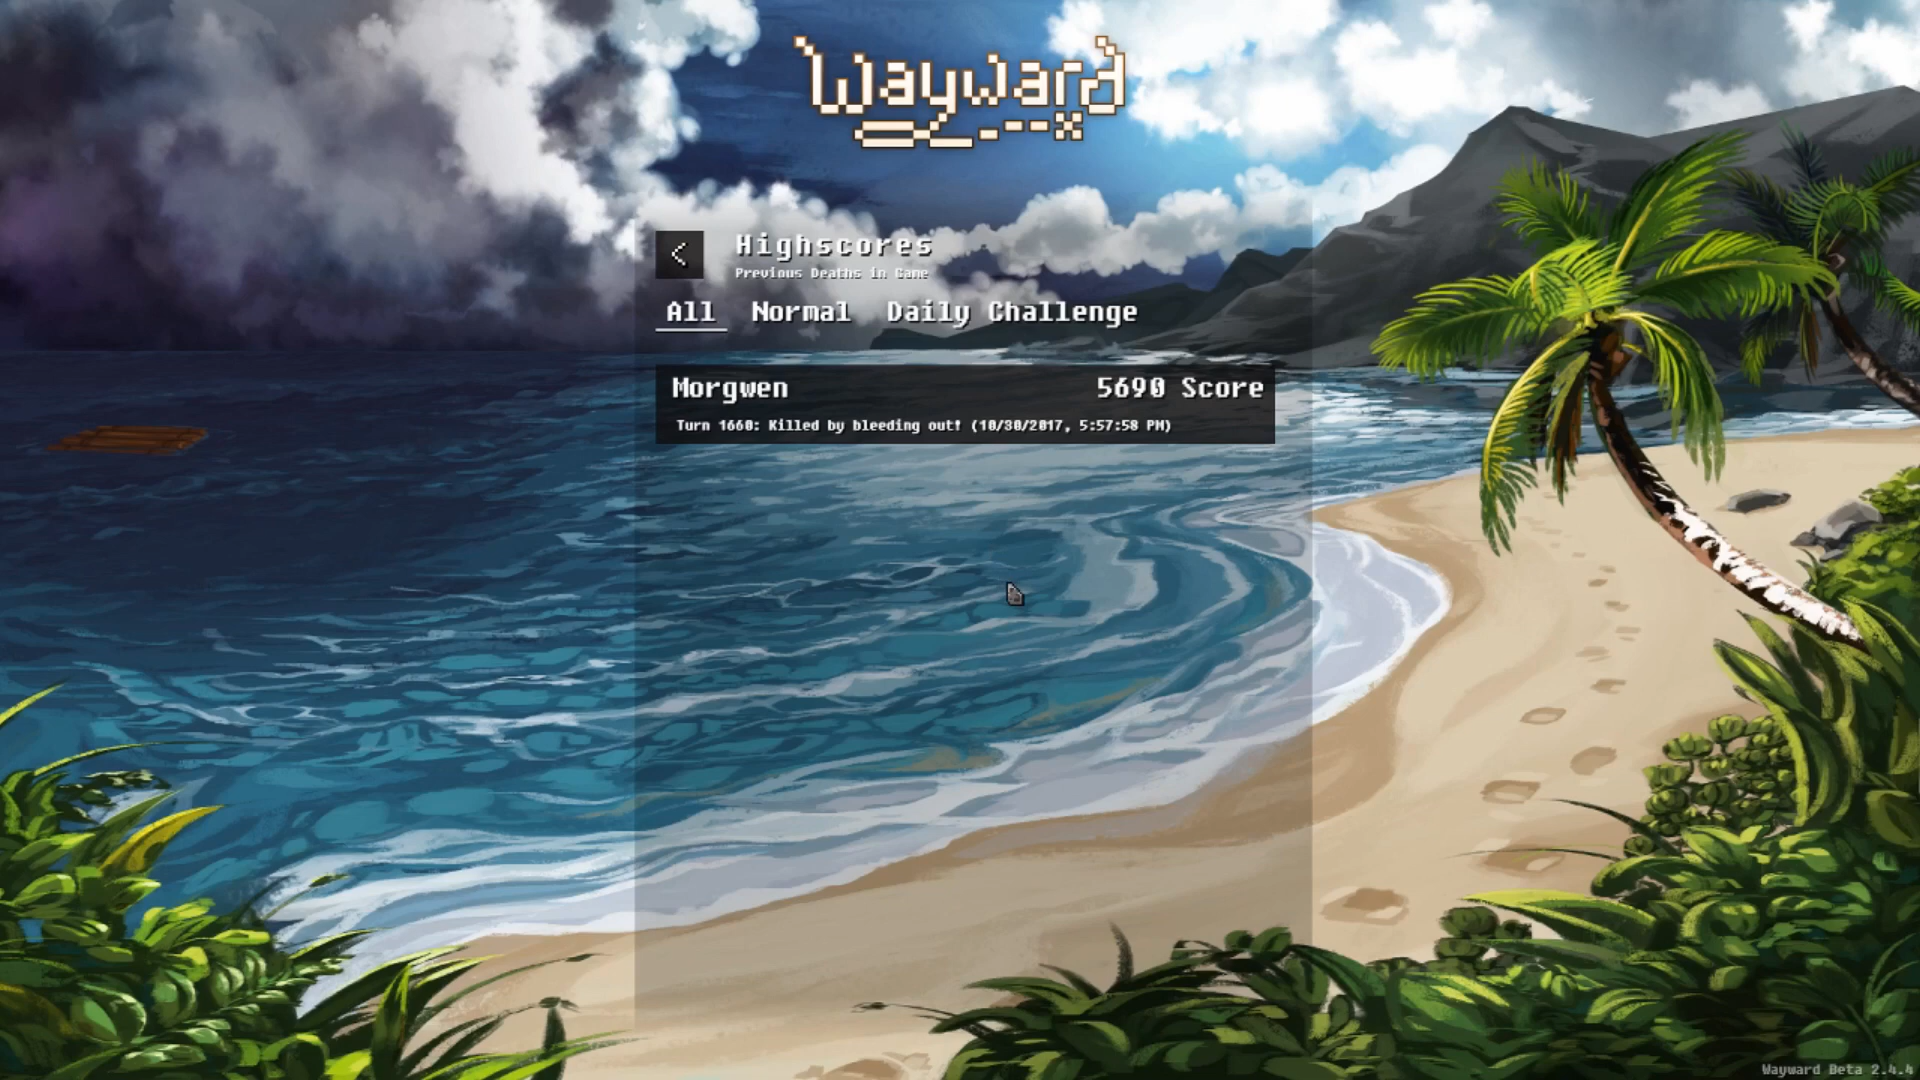 Wayward
Highscores
Previous Deaths in Game
All Normal Daily Challenge
Morgwen 5690 Score
Turn 1660: Killed by bleeding out! (10/30/2017, 5:57:58 PM)
Wayward Beta 2.4.4